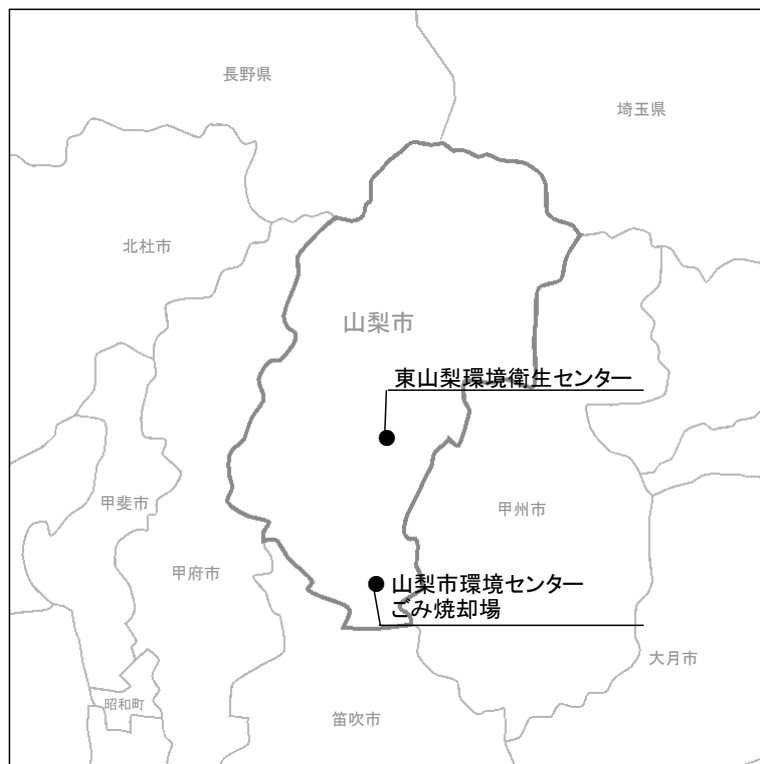 長野県
埼玉県
北杜市
山梨市
東山梨環境衛生センター
甲斐市
甲州市
甲府市
山梨市環境センター
ごみ焼却場
大月市
昭和町
笛吹市